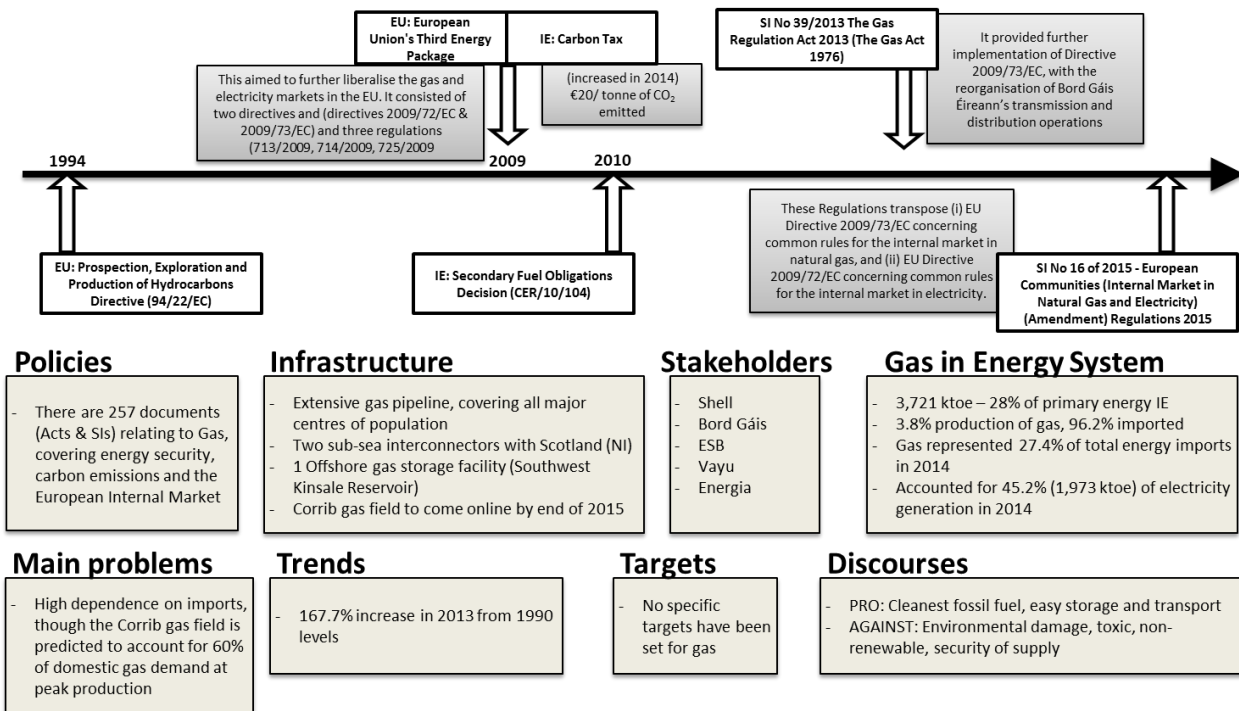 EU: European
Union's Third Energy
Package
IE: Carbon Tax
SI No 39/2013 The Gas
Regulation Act 2013 (The Gas Act
1976)
It provided further
implementation of Directive
2009/73/EC, with the
reorganisation of Bord Gáis
Éireann's transmission and
distribution operations
This aimed to further liberalise the gas and
electricity markets in the EU. It consisted of
two directives and (directives 2009/72/EC &
2009/73/EC) and three regulations
(713/2009, 714/2009, 725/2009
(increased in 2014)
€20/ tonne of CO₂
emitted
1994
2009
2010
EU: Prospection, Exploration and
Production of Hydrocarbons
Directive (94/22/EC)
IE: Secondary Fuel Obligations
Decision (CER/10/104)
These Regulations transpose (i) EU
Directive 2009/73/EC concerning
common rules for the internal market in
natural gas, and (ii) EU Directive
2009/72/EC concerning common rules
for the internal market in electricity.
SI No 16 of 2015 - European
Communities (Internal Market in
Natural Gas and Electricity)
(Amendment) Regulations 2015
Policies
- There are 257 documents
(Acts & SIs) relating to Gas,
covering energy security,
carbon emissions and the
European Internal Market
Infrastructure
- Extensive gas pipeline, covering all major
centres of population
- Two sub-sea interconnectors with Scotland (NI)
- 1 Offshore gas storage facility (Southwest
Kinsale Reservoir)
- Corrib gas field to come online by end of 2015
Stakeholders
- Shell
- Bord Gáis
- ESB
- Vayu
- Energia
Gas in Energy System
- 3,721 ktoe – 28% of primary energy IE
- 3.8% production of gas, 96.2% imported
- Gas represented 27.4% of total energy imports
in 2014
- Accounted for 45.2% (1,973 ktoe) of electricity
generation in 2014
Main problems
- High dependence on imports,
though the Corrib gas field is
predicted to account for 60%
of domestic gas demand at
peak production
Trends
- 167.7% increase in 2013 from 1990
levels
Targets
- No specific
targets have been
set for gas
Discourses
- PRO: Cleanest fossil fuel, easy storage and transport
- AGAINST: Environmental damage, toxic, non-
renewable, security of supply